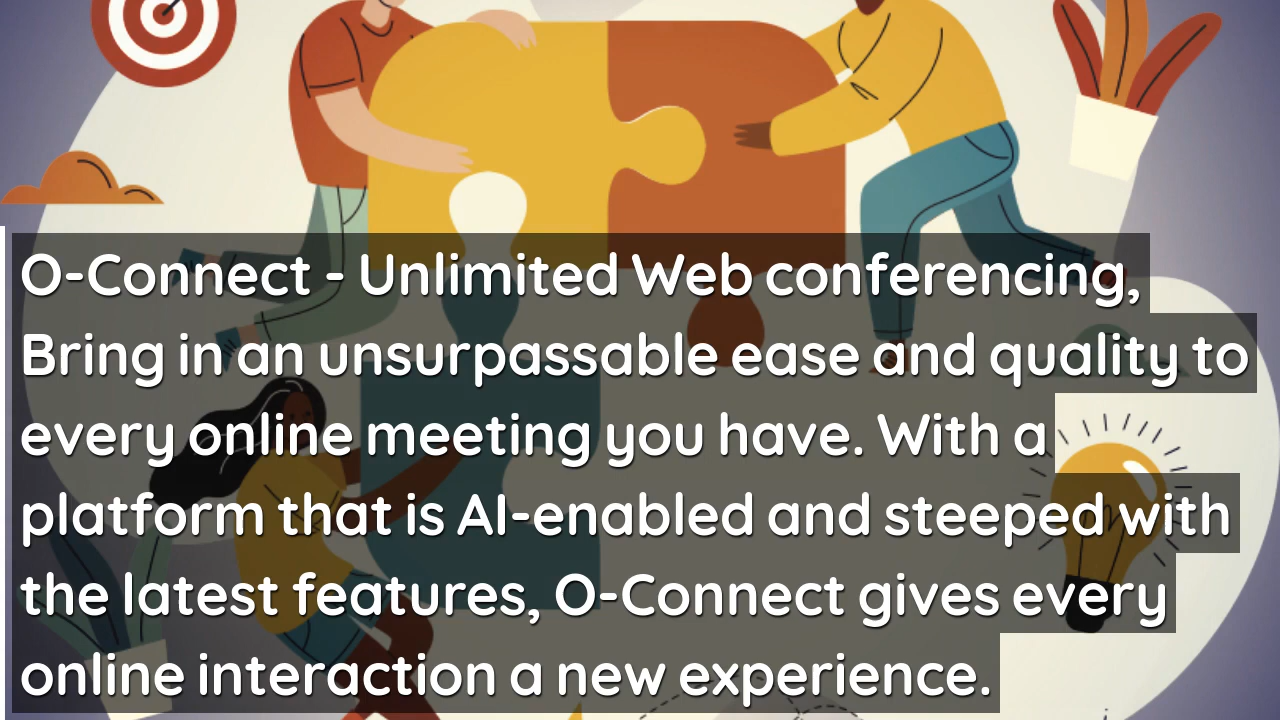 O-Connect - Unlimited Web conferencing,
Bring in an unsurpassable ease and quality to
every online meeting you have. With a
platform that is AI-enabled and steeped with
the latest features, O-Connect gives every
online interaction a new experience.